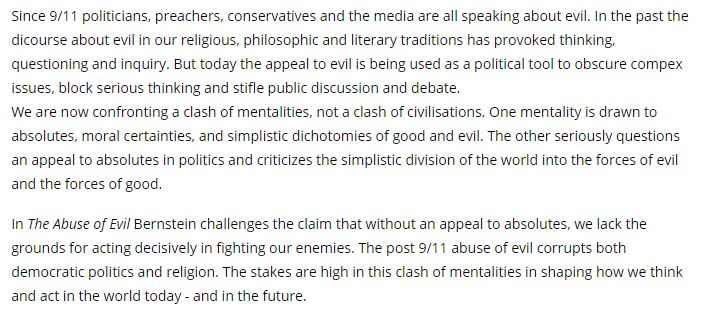 Since 9/11 politicians, preachers, conservatives and the media are all speaking about evil. In the past the
dicourse about evil in our religious, philosophic and literary traditions has provoked thinking,
questioning and inquiry. But today the appeal to evil is being used as a political tool to obscure compex
issues, block serious thinking and stifle public discussion and debate.
We are now confronting a clash of mentalities, not a clash of civilisations. One mentality is drawn to
absolutes, moral certainties, and simplistic dichotomies of good and evil. The other seriously questions
an appeal to absolutes in politics and criticizes the simplistic division of the world into the forces of evil
and the forces of good.
In The Abuse of Evil Bernstein challenges the claim that without an appeal to absolutes, we lack the
grounds for acting decisively in fighting our enemies. The post 9/11 abuse of evil corrupts both
democratic politics and religion. The stakes are high in this clash of mentalities in shaping how we think
and act in the world today - and in the future.